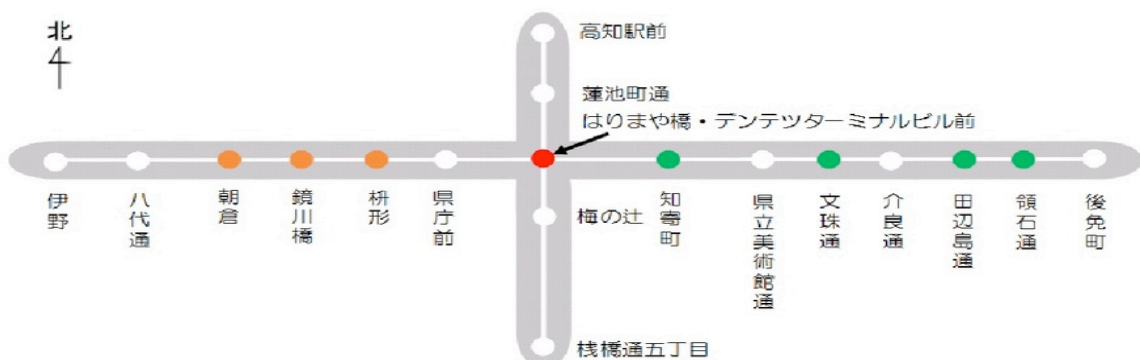 北
高知駅前
蓮池町通
はりまや橋・デンテツターミナルビル前
伊野
八代通
朝倉
鏡川橋
枡形
県庁前
梅の辻
知寄町
県立美術館通
文珠通
介良通
田辺島通
領石通
後免町
桟橋通五丁目